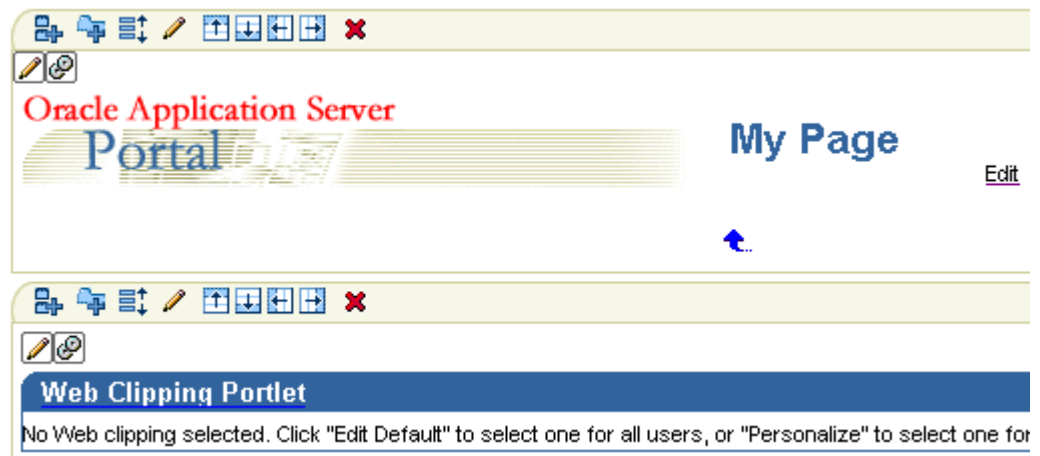 Oracle Application Server
Portal
My Page
Edit
Web Clipping Portlet
No Web clipping selected. Click "Edit Default" to select one for all users, or "Personalize" to select one for